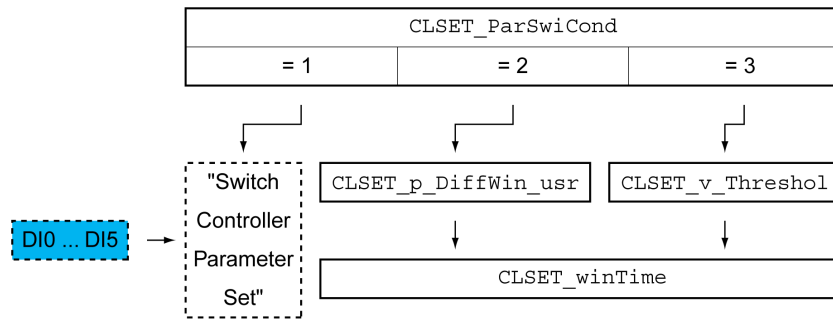 CLSET_ParSwiCond
= 1
= 2
= 3
"Switch
Controller
Parameter
Set"
CLSET_p_DiffWin_usr
CLSET_v_Threshol
DI0 ... DI5
CLSET_winTime